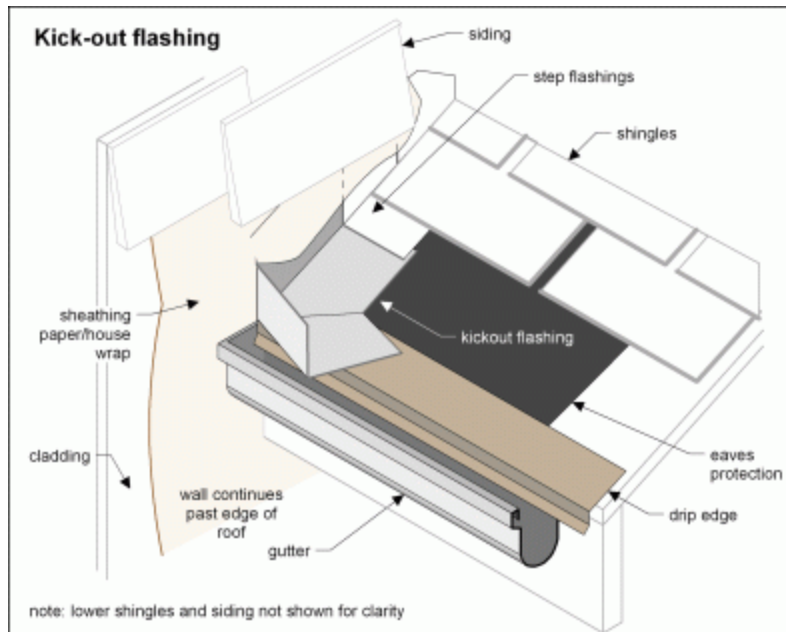 Kick-out flashing
siding
step flashings
shingles
sheathing
paper/house
wrap
kickout flashing
cladding
eaves
protection
wall continues
past edge of
roof
drip edge
gutter
note: lower shingles and siding not shown for clarity